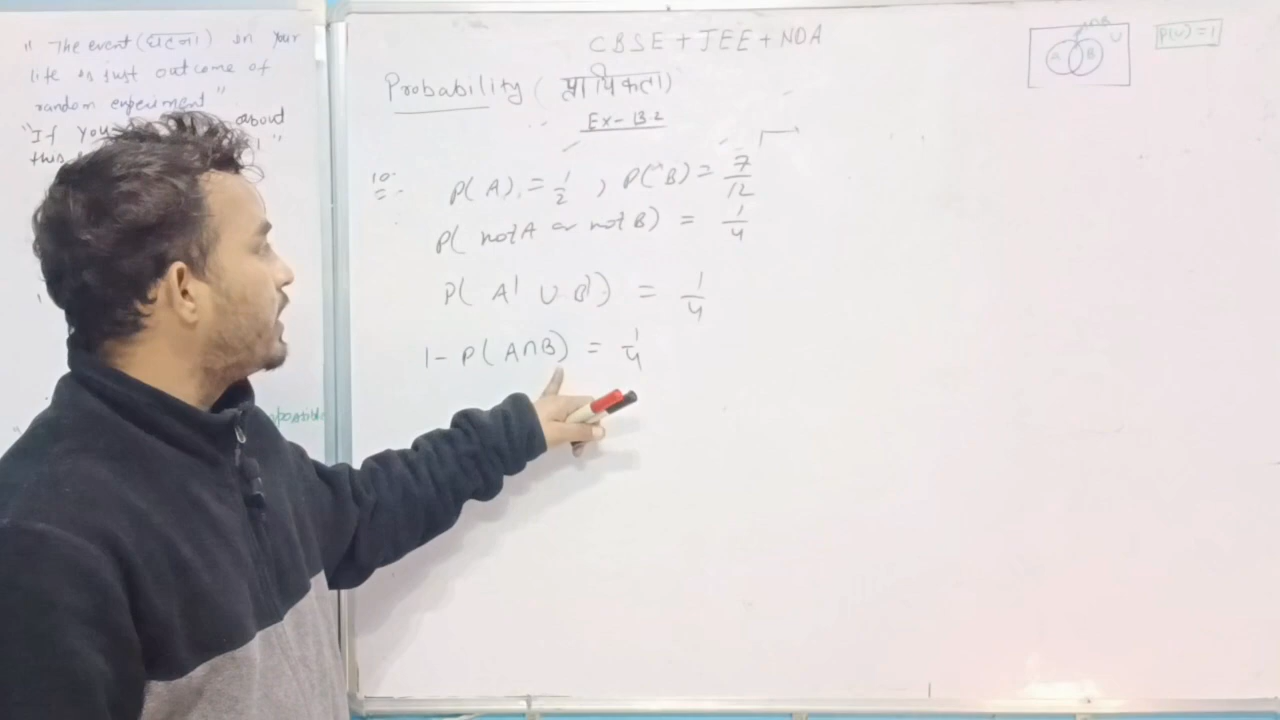 " The event (घटना) in your
life is just outcome of
random experiment"
"If you about
this "
CBSE + JEE + NDA
Probability (प्रायिकता)
Ex- 13.2
A B U
P(U) = 1
10.
P(A) = 1/2, P(B) = 7/12
P( not A or not B) = 1/4
P( A' ∪ B') = 1/4
1 - P( A∩B) = 1/4